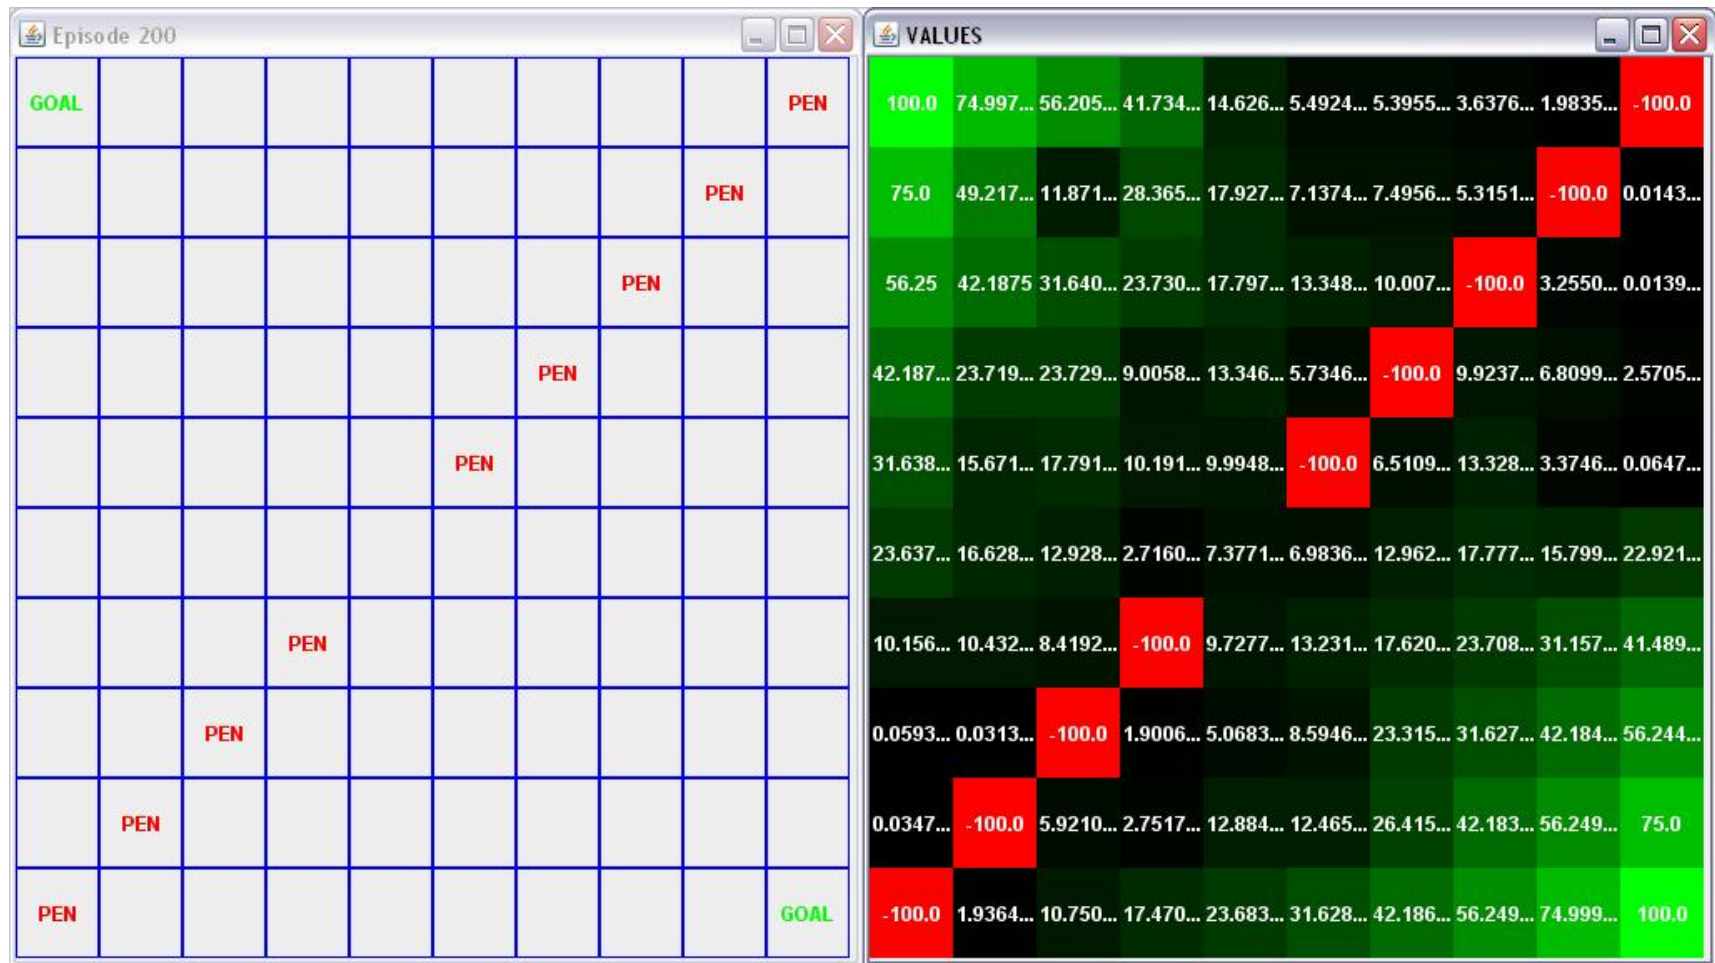 Episode 200
GOAL PEN
PEN
PEN
PEN
PEN
PEN
PEN
PEN
PEN GOAL
VALUES
100.0 74.997... 56.205... 41.734... 14.626... 5.4924... 5.3955... 3.6376... 1.9835... -100.0
75.0 49.217... 11.871... 28.365... 17.927... 7.1374... 7.4956... 5.3151... -100.0 0.0143...
56.25 42.1875 31.640... 23.730... 17.797... 13.348... 10.007... -100.0 3.2550... 0.0139...
42.187... 23.719... 23.729... 9.0058... 13.346... 5.7346... -100.0 9.9237... 6.8099... 2.5705...
31.638... 15.671... 17.791... 10.191... 9.9948... -100.0 6.5109... 13.328... 3.3746... 0.0647...
23.637... 16.628... 12.928... 2.7160... 7.3771... 6.9836... 12.962... 17.777... 15.799... 22.921...
10.156... 10.432... 8.4192... -100.0 9.7277... 13.231... 17.620... 23.708... 31.157... 41.489...
0.0593... 0.0313... -100.0 1.9006... 5.0683... 8.5946... 23.315... 31.627... 42.184... 56.244...
0.0347... -100.0 5.9210... 2.7517... 12.884... 12.465... 26.415... 42.183... 56.249... 75.0
-100.0 1.9364... 10.750... 17.470... 23.683... 31.628... 42.186... 56.249... 74.999... 100.0